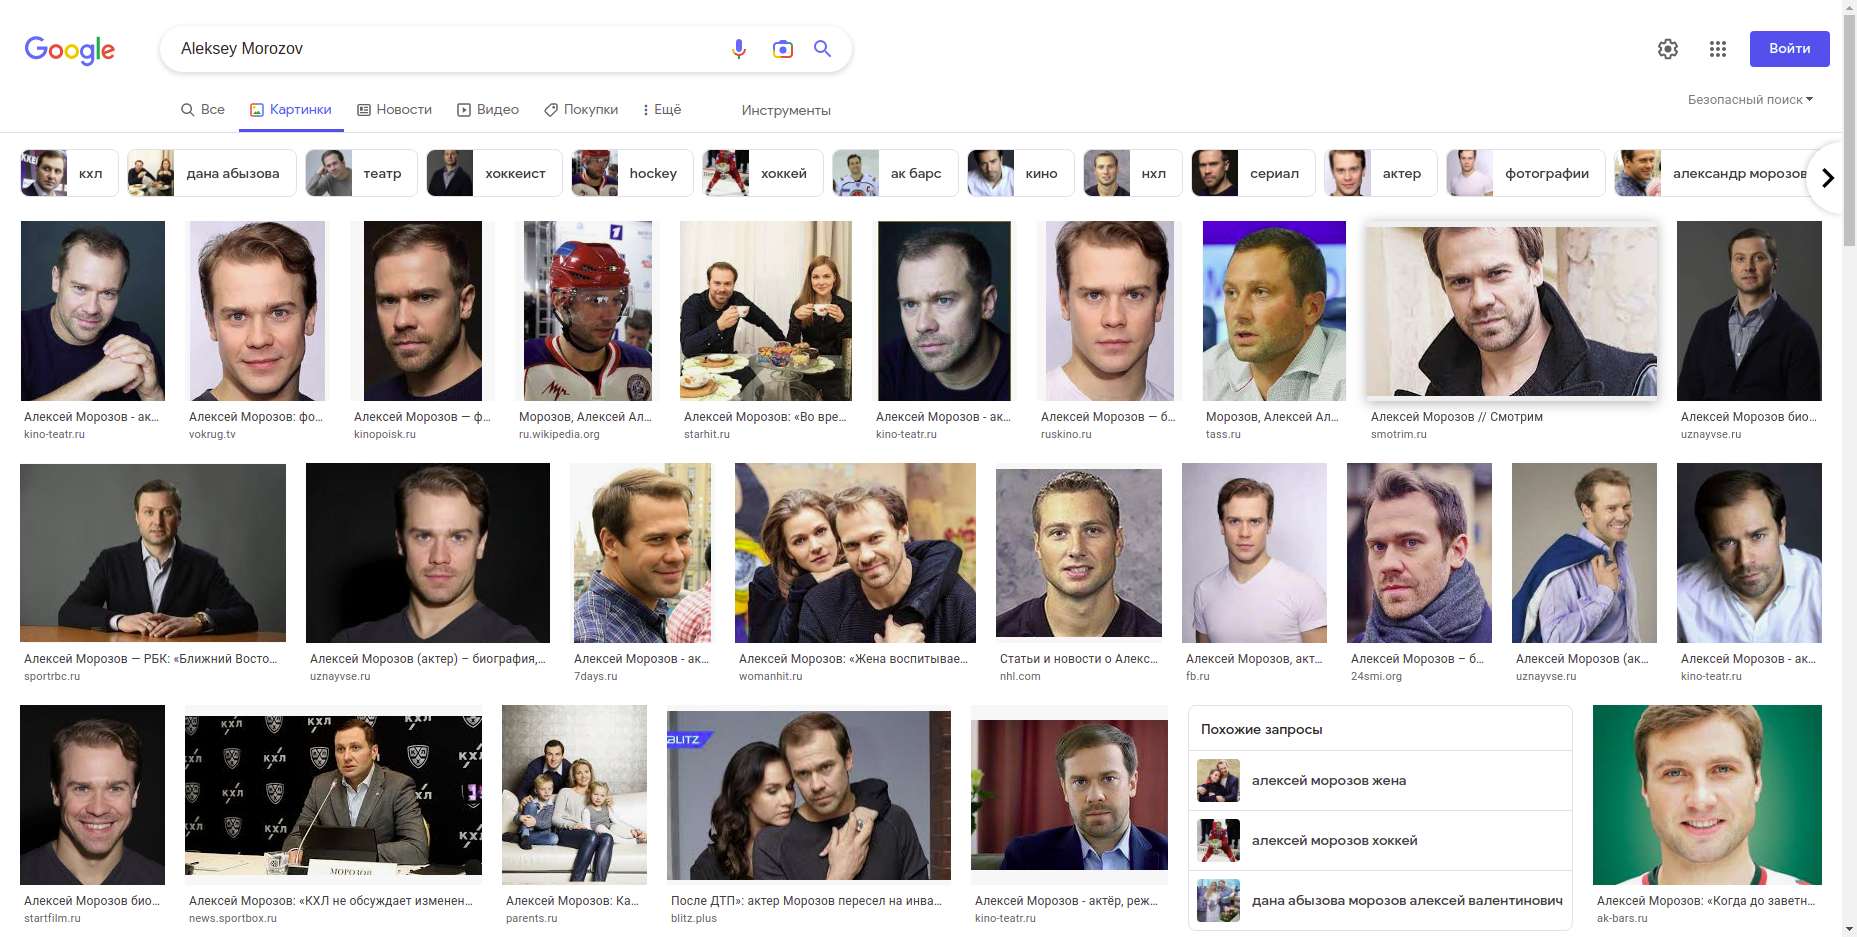 Google
Aleksey Morozov
Войти
Все
Картинки
Новости
Видео
Покупки
Ещё
Инструменты
Безопасный поиск
кхл
дана абызова
театр
хоккеист
hockey
хоккей
ак барс
кино
нхл
сериал
актер
фотографии
александр морозов
Алексей Морозов - ак...
kino-teatr.ru
Алексей Морозов: фо...
vokrug.tv
Алексей Морозов — ф...
kinopoisk.ru
Морозов, Алексей Ал...
ru.wikipedia.org
Алексей Морозов: «Во вре...
starhit.ru
Алексей Морозов - ак...
kino-teatr.ru
Алексей Морозов — б...
ruskino.ru
Морозов, Алексей Ал...
tass.ru
Алексей Морозов // Смотрим
smotrim.ru
Алексей Морозов био...
uznayvse.ru
Алексей Морозов — РБК: «Ближний Восто...
sportrbc.ru
Алексей Морозов (актер) – биография,...
uznayvse.ru
Алексей Морозов - ак...
7days.ru
Алексей Морозов: «Жена воспитывае...
womanhit.ru
Статьи и новости о Алекс...
nhl.com
Алексей Морозов, акт...
fb.ru
Алексей Морозов – б...
24smi.org
Алексей Морозов (ак...
uznayvse.ru
Алексей Морозов - ак...
kino-teatr.ru
КХЛ
КХЛ
КХЛ
МОРОЗОВ
BLITZ
Алексей Морозов био...
startfilm.ru
Алексей Морозов: «КХЛ не обсуждает изменен...
news.sportbox.ru
Алексей Морозов: Ка...
parents.ru
После ДТП»: актер Морозов пересел на инва...
blitz.plus
Алексей Морозов - актёр, реж...
kino-teatr.ru
Похожие запросы
алексей морозов жена
алексей морозов хоккей
дана абызова морозов алексей валентинович
Алексей Морозов: «Когда до заветн...
ak-bars.ru